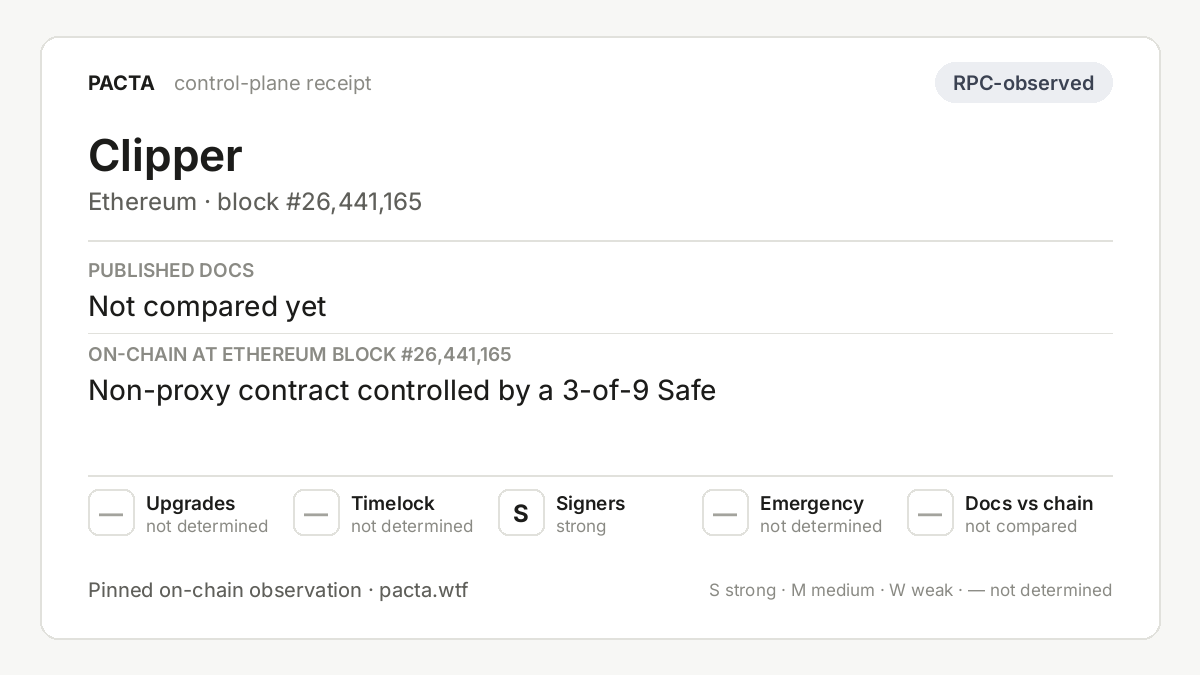 PACTA control-plane receipt
RPC-observed
Clipper
Ethereum · block #26,441,165
PUBLISHED DOCS
Not compared yet
ON-CHAIN AT ETHEREUM BLOCK #26,441,165
Non-proxy contract controlled by a 3-of-9 Safe
— Upgrades not determined
— Timelock not determined
S Signers strong
— Emergency not determined
— Docs vs chain not compared
Pinned on-chain observation · pacta.wtf
S strong · M medium · W weak · — not determined